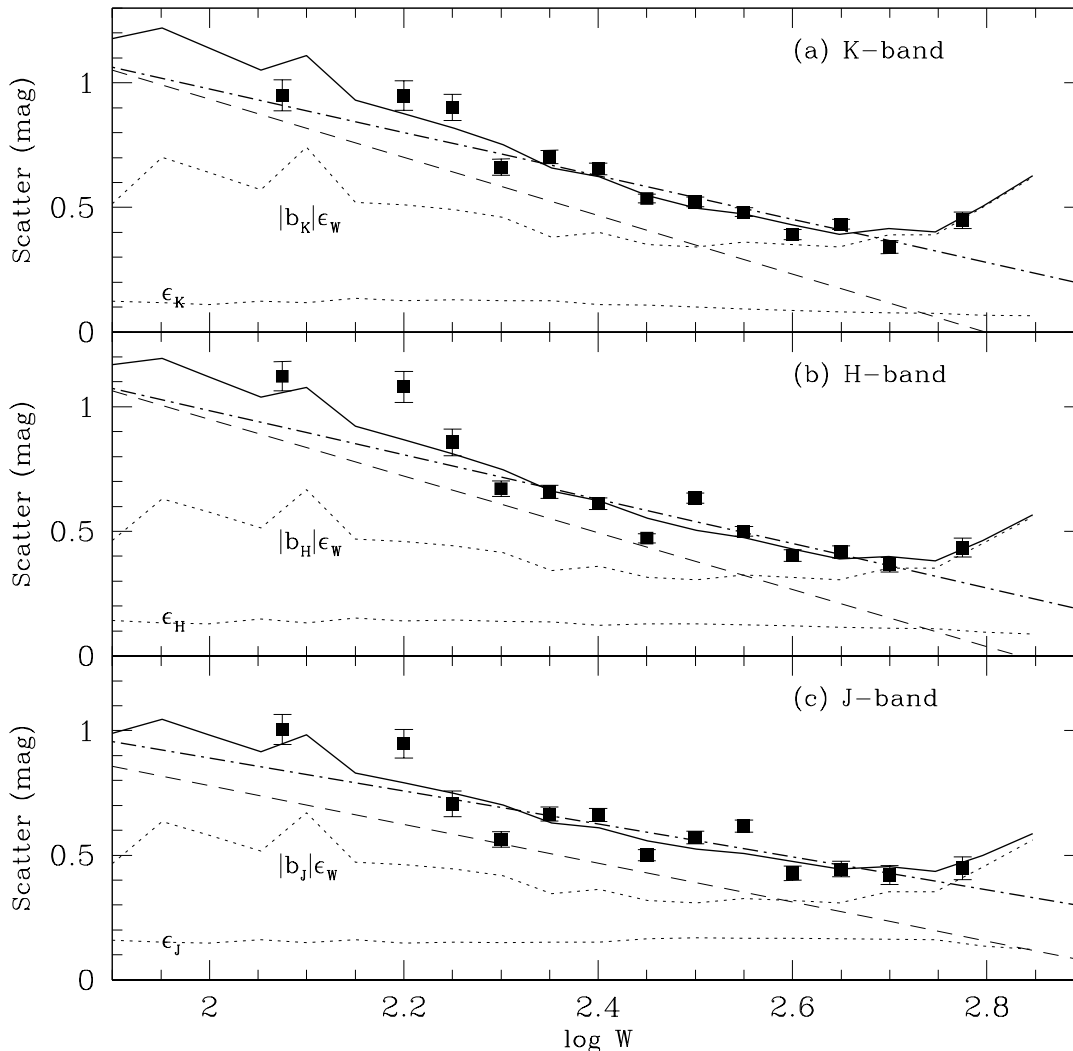 (a) K-band
1
0.5
0
Scatter (mag)
|b_K|ϵ_W
ϵ_K
(b) H-band
1
0.5
0
Scatter (mag)
|b_H|ϵ_W
ϵ_H
(c) J-band
1
0.5
0
Scatter (mag)
|b_J|ϵ_W
ϵ_J
2 2.2 2.4 2.6 2.8
log W